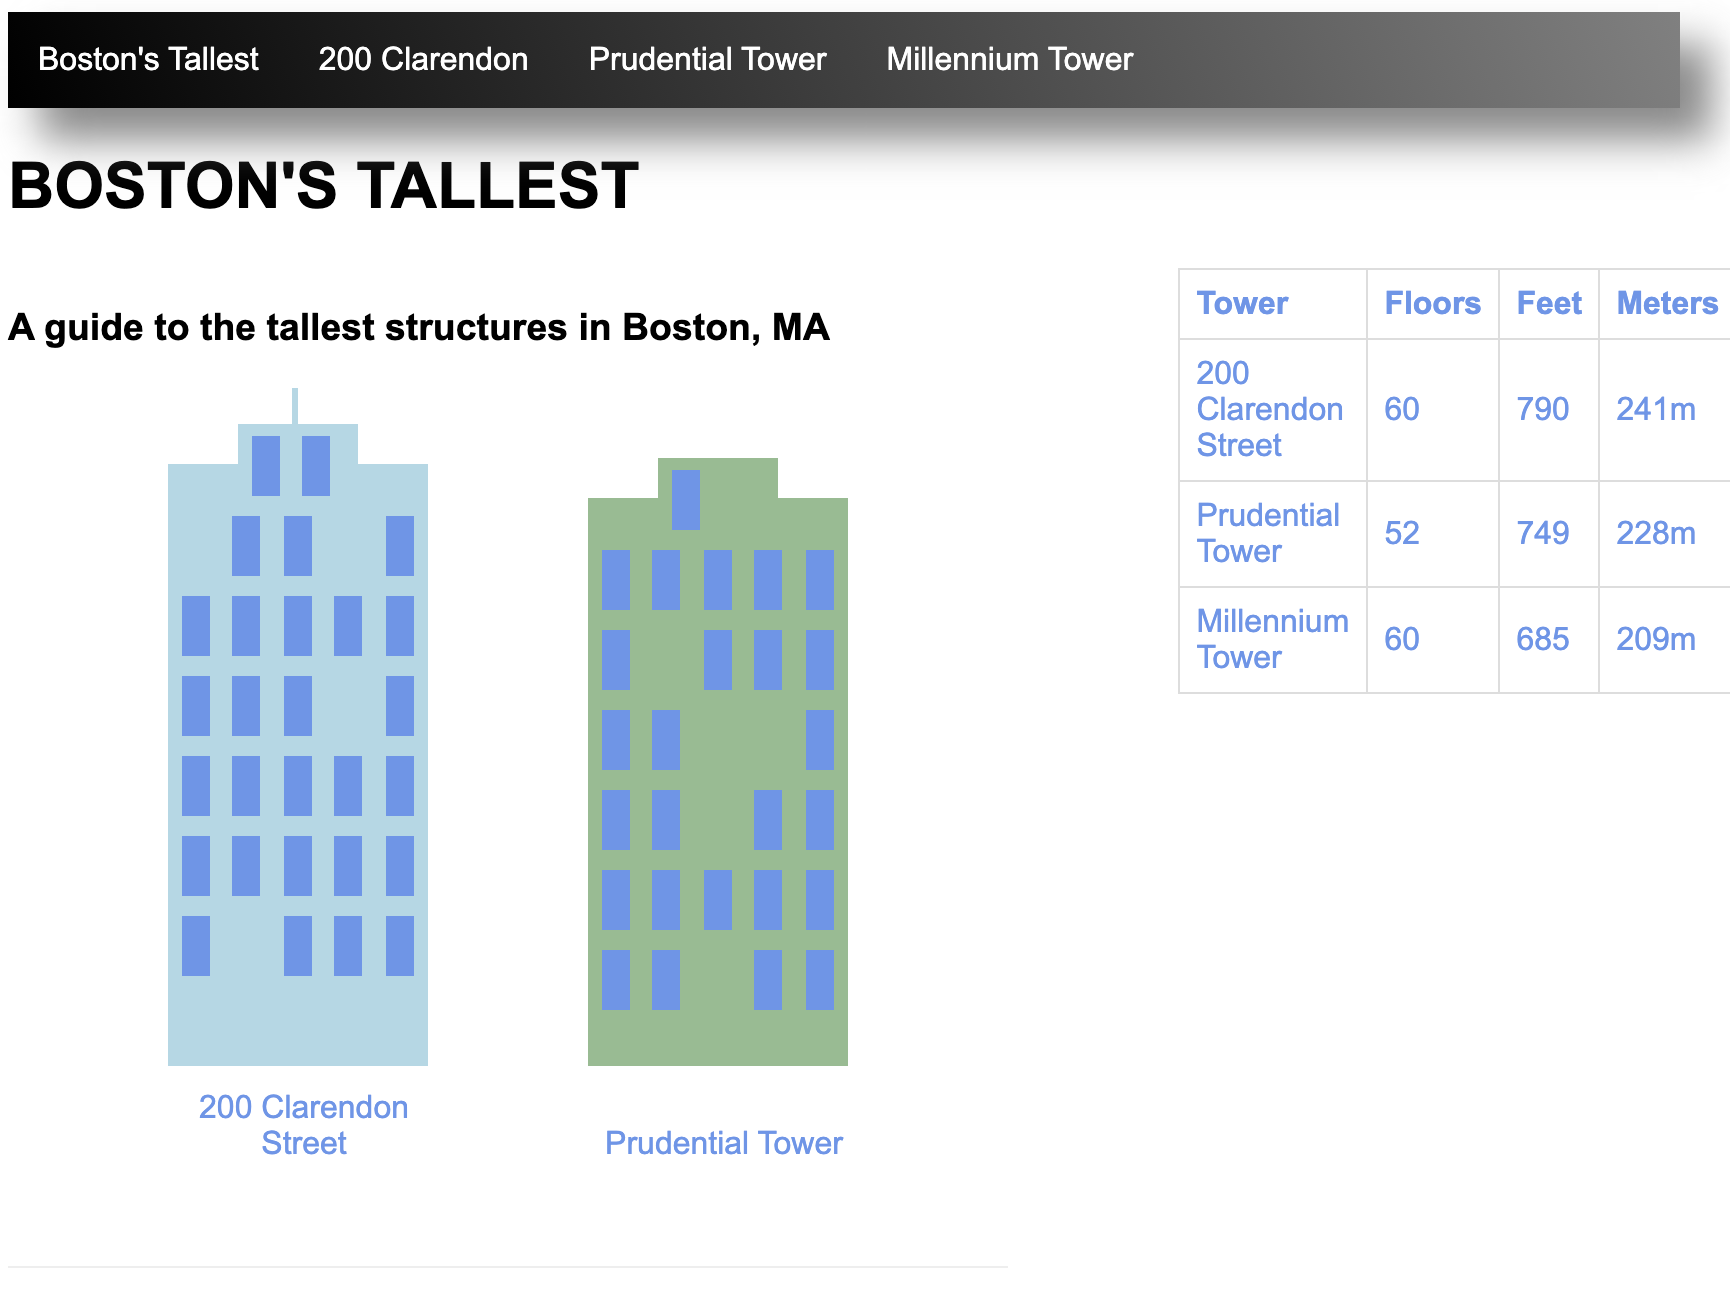 Boston's Tallest 200 Clarendon Prudential Tower Millennium Tower
BOSTON'S TALLEST
A guide to the tallest structures in Boston, MA
Tower Floors Feet Meters
200
Clarendon 60 790 241m
Street
Prudential
Tower 52 749 228m
Millennium
Tower 60 685 209m
200 Clarendon
Street
Prudential Tower